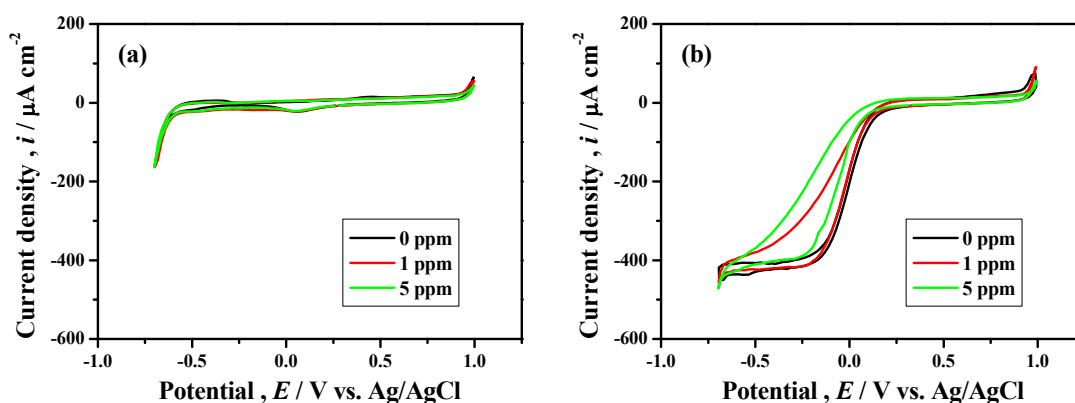 (a)
Current density , i / µA cm-2
200
0
-200
-400
-600
0 ppm
1 ppm
5 ppm
-1.0 -0.5 0.0 0.5 1.0
Potential , E / V vs. Ag/AgCl
(b)
Current density , i / µA cm-2
200
0
-200
-400
-600
0 ppm
1 ppm
5 ppm
-1.0 -0.5 0.0 0.5 1.0
Potential , E / V vs. Ag/AgCl